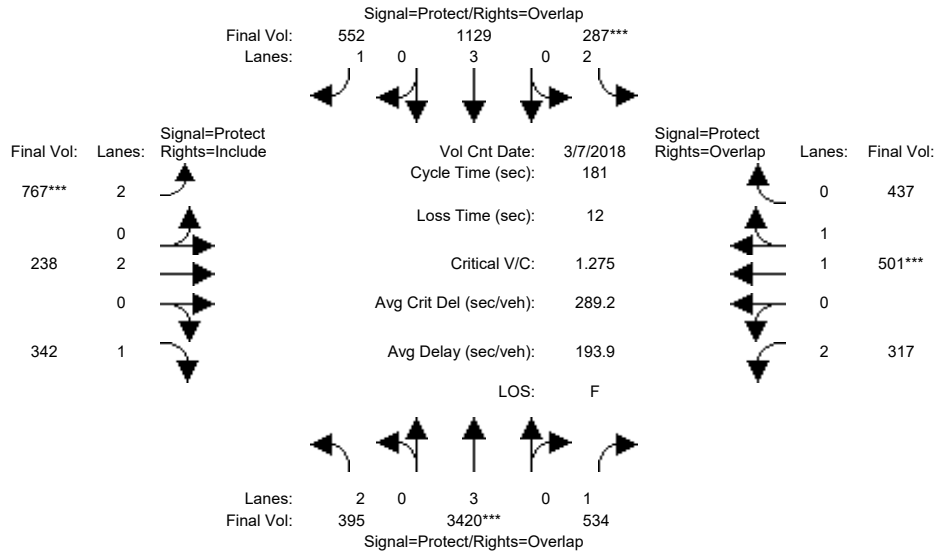 Signal=Protect/Rights=Overlap
Final Vol: 552 1129 287***
Lanes: 1 0 3 0 2
Signal=Protect
Final Vol: Lanes: Rights=Include
Vol Cnt Date: 3/7/2018
Signal=Protect
Rights=Overlap Lanes: Final Vol:
Cycle Time (sec): 181
767*** 2
0 437
Loss Time (sec): 12
0
1
238 2
Critical V/C: 1.275
1 501***
0
Avg Crit Del (sec/veh): 289.2
0
342 1
Avg Delay (sec/veh): 193.9
2 317
LOS: F
Lanes: 2 0 3 0 1
Final Vol: 395 3420*** 534
Signal=Protect/Rights=Overlap